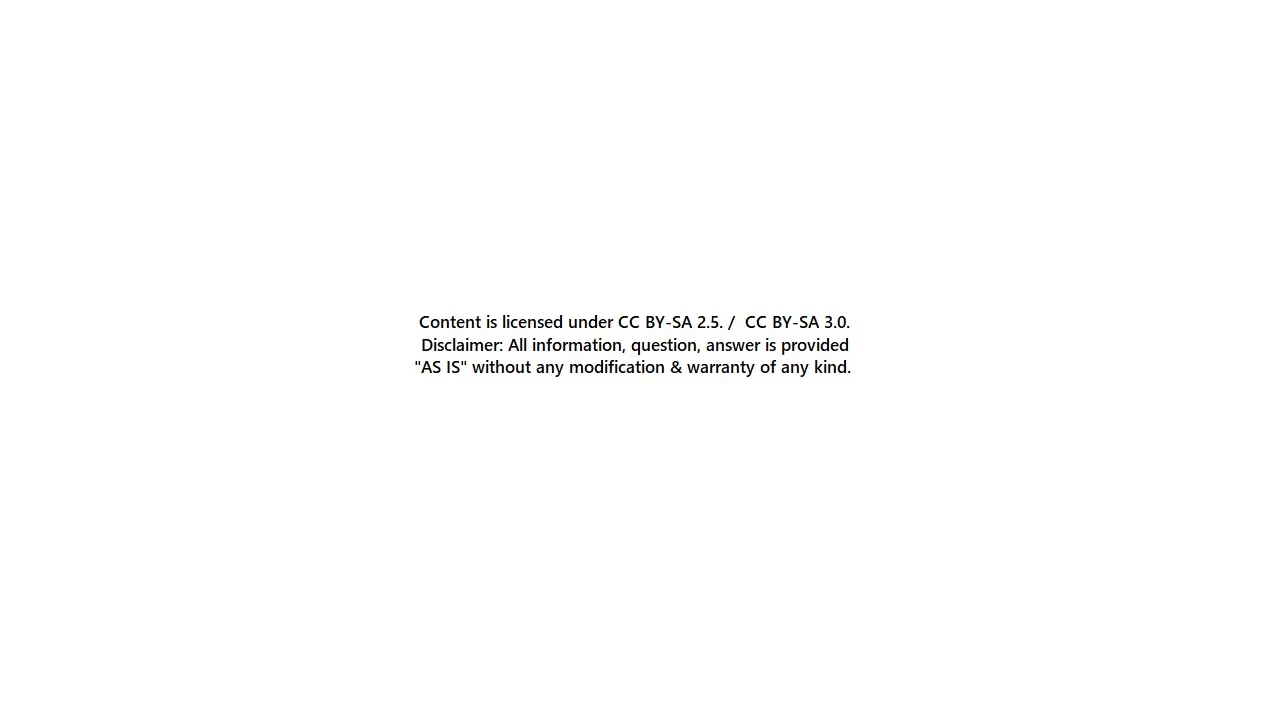 Content is licensed under CC BY-SA 2.5. /  CC BY-SA 3.0.
Disclaimer: All information, question, answer is provided
"AS IS" without any modification & warranty of any kind.